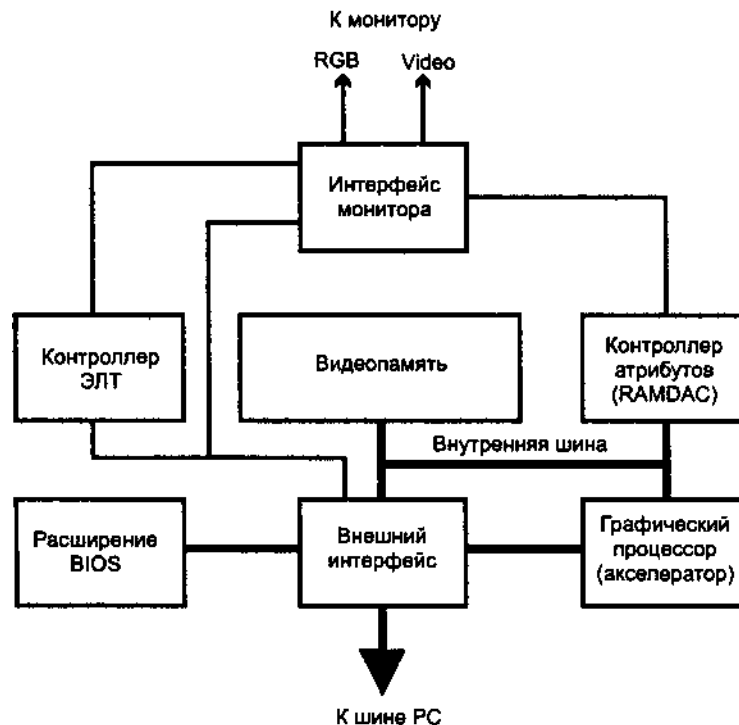 К монитору
RGB Video
Интерфейс
монитора
Контроллер
ЭЛТ
Видеопамять
Контроллер
атрибутов
(RAMDAC)
Внутренняя шина
Расширение
BIOS
Внешний
интерфейс
Графический
процессор
(акселератор)
К шине PC